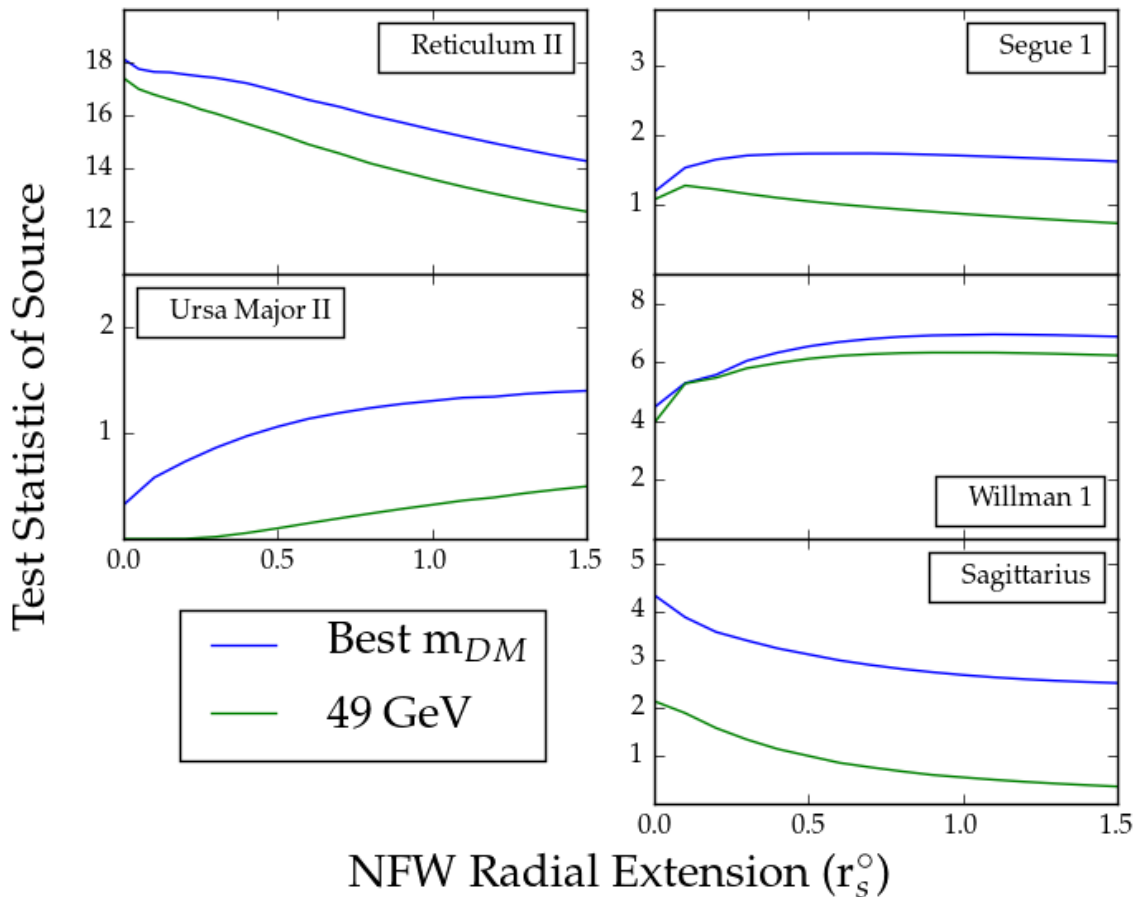 Test Statistic of Source
Reticulum II
18
16
14
12
Segue 1
3
2
1
Ursa Major II
2
1
0.0 0.5 1.0 1.5
8
6
4
2
Willman 1
Sagittarius
5
4
3
2
1
0.0 0.5 1.0 1.5
Best m_{DM}
49 GeV
NFW Radial Extension (r_s^°)